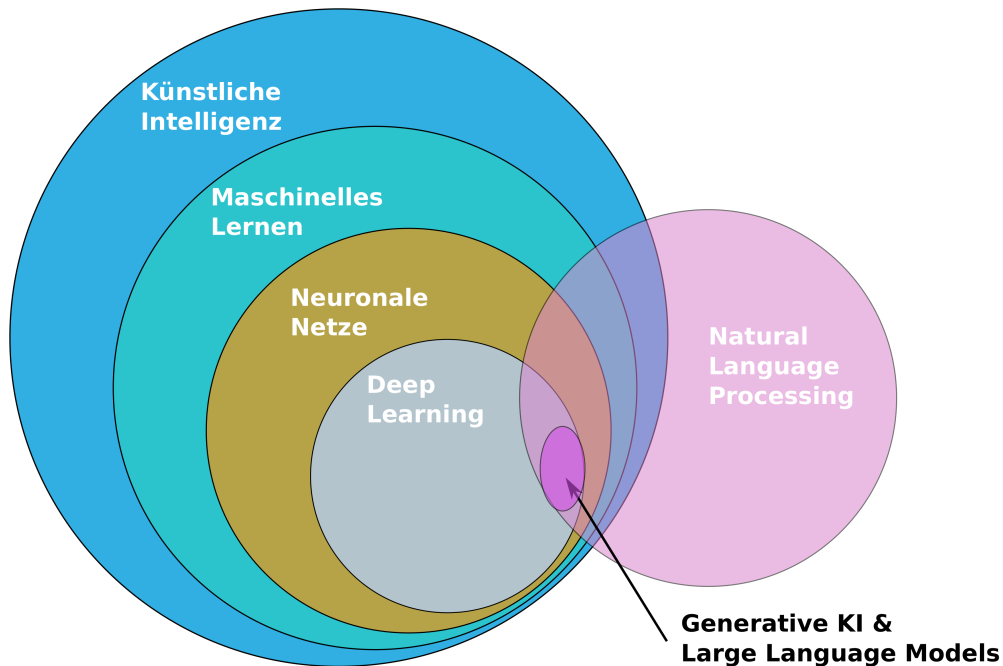 Künstliche
Intelligenz
Maschinelles
Lernen
Neuronale
Netze
Deep
Learning
Natural
Language
Processing
Generative KI &
Large Language Models